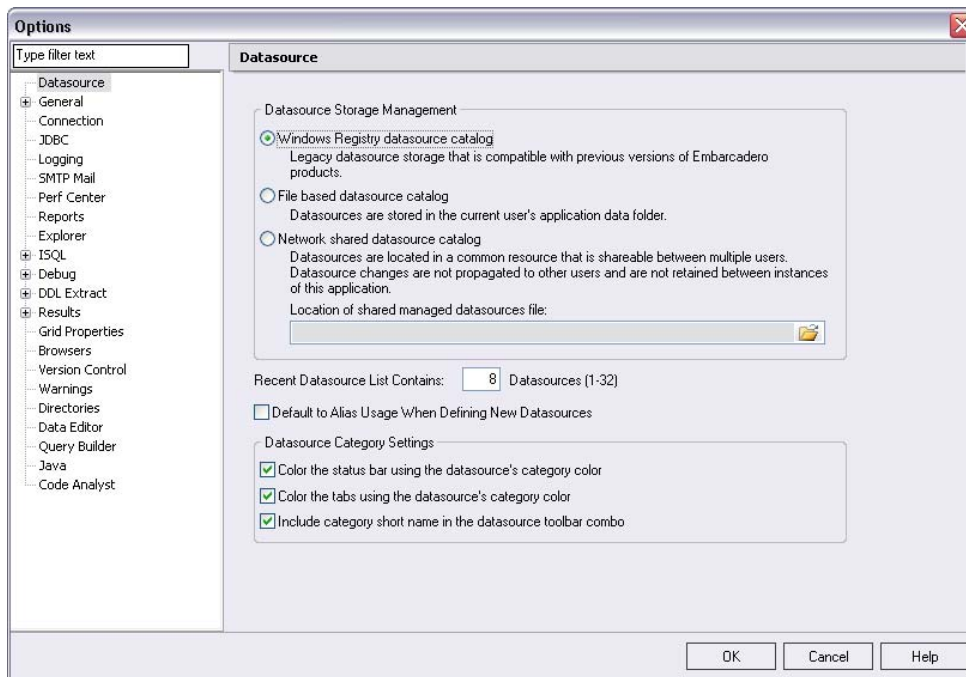 Options
Type filter text
Datasource
General
Connection
JDBC
Logging
SMTP Mail
Perf Center
Reports
Explorer
ISQL
Debug
DDL Extract
Results
Grid Properties
Browsers
Version Control
Warnings
Directories
Data Editor
Query Builder
Java
Code Analyst
Datasource
Datasource Storage Management
Windows Registry datasource catalog
Legacy datasource storage that is compatible with previous versions of Embarcadero
products.
File based datasource catalog
Datasources are stored in the current user's application data folder.
Network shared datasource catalog
Datasources are located in a common resource that is shareable between multiple users.
Datasource changes are not propagated to other users and are not retained between instances
of this application.
Location of shared managed datasources file:
Recent Datasource List Contains: 8 Datasources (1-32)
Default to Alias Usage When Defining New Datasources
Datasource Category Settings
Color the status bar using the datasource's category color
Color the tabs using the datasource's category color
Include category short name in the datasource toolbar combo
OK Cancel Help